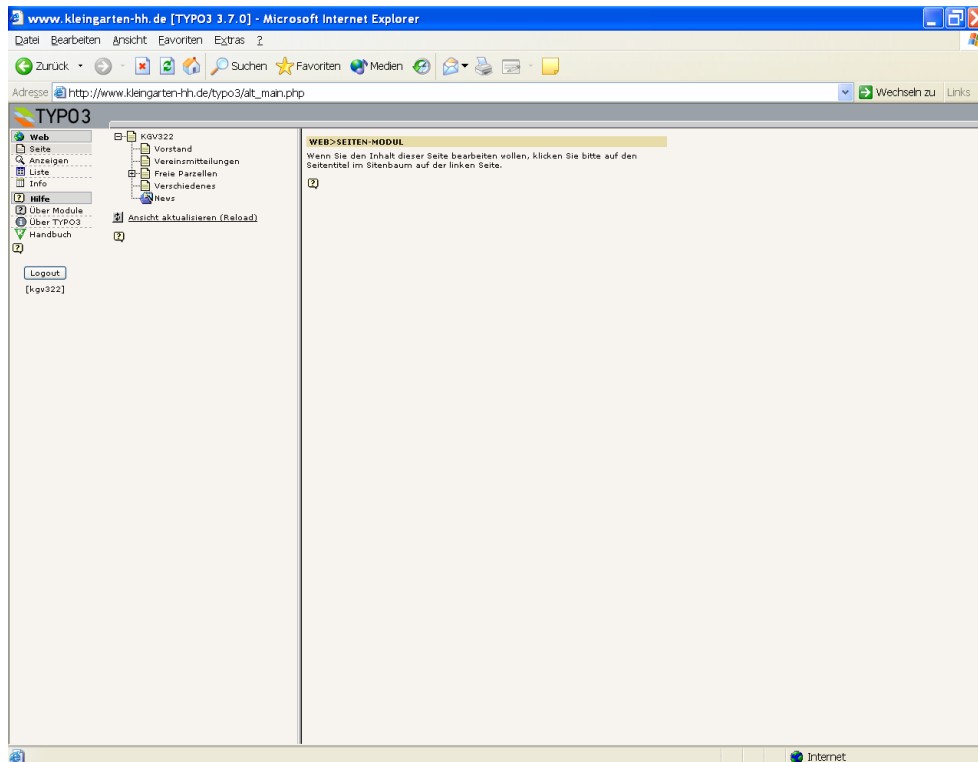 www.kleingarten-hh.de [TYPO3 3.7.0] - Microsoft Internet Explorer
Datei Bearbeiten Ansicht Favoriten Extras ?
Zurück Suchen Favoriten Medien
Adresse http://www.kleingarten-hh.de/typo3/alt_main.php Wechseln zu Links
TYPO3
Web
Seite
Anzeigen
Liste
Info
Hilfe
Über Module
Über TYPO3
Handbuch
Logout
[kgv322]
KGV322
Vorstand
Vereinsmitteilungen
Freie Parzellen
Verschiedenes
News
Ansicht aktualisieren (Reload)
WEB>SEITEN-MODUL
Wenn Sie den Inhalt dieser Seite bearbeiten vollen, klicken Sie bitte auf den
Seitentitel im Sitenbaum auf der linken Seite.
Internet